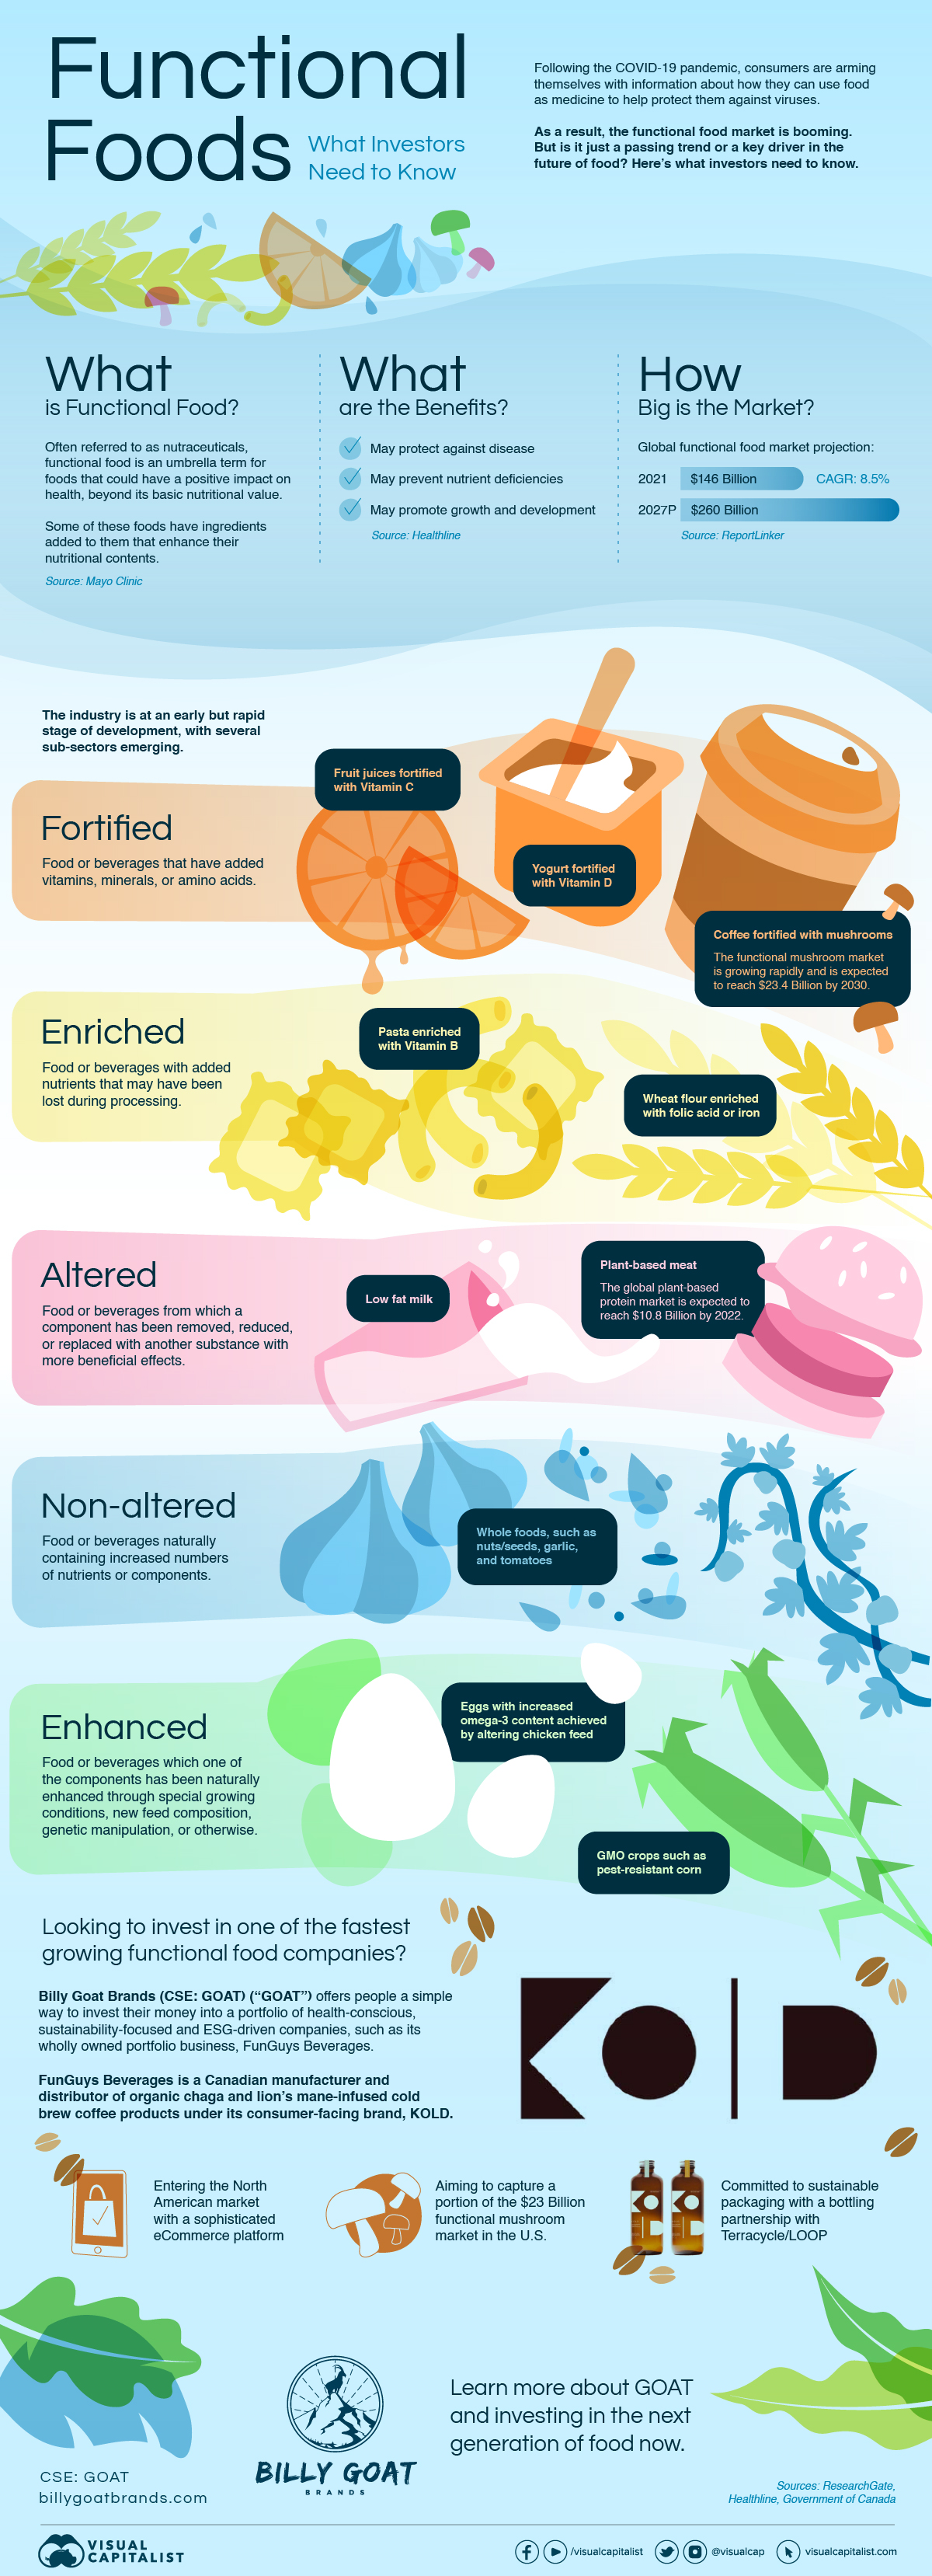 Functional
Foods
What Investors
Need to Know
Following the COVID-19 pandemic, consumers are arming
themselves with information about how they can use food
as medicine to help protect them against viruses.
As a result, the functional food market is booming.
But is it just a passing trend or a key driver in the
future of food? Here's what investors need to know.
What
is Functional Food?
Often referred to as nutraceuticals,
functional food is an umbrella term for
foods that could have a positive impact on
health, beyond its basic nutritional value.
Some of these foods have ingredients
added to them that enhance their
nutritional contents.
Source: Mayo Clinic
What
are the Benefits?
May protect against disease
May prevent nutrient deficiencies
May promote growth and development
Source: Healthline
How
Big is the Market?
Global functional food market projection:
2021 $146 Billion CAGR: 8.5%
2027P $260 Billion
Source: ReportLinker
The industry is at an early but rapid
stage of development, with several
sub-sectors emerging.
Fortified
Food or beverages that have added
vitamins, minerals, or amino acids.
Fruit juices fortified
with Vitamin C
Yogurt fortified
with Vitamin D
Coffee fortified with mushrooms
The functional mushroom market
is growing rapidly and is expected
to reach $23.4 Billion by 2030.
Enriched
Food or beverages with added
nutrients that may have been
lost during processing.
Pasta enriched
with Vitamin B
Wheat flour enriched
with folic acid or iron
Altered
Food or beverages from which a
component has been removed, reduced,
or replaced with another substance with
more beneficial effects.
Low fat milk
Plant-based meat
The global plant-based
protein market is expected to
reach $10.8 Billion by 2022.
Non-altered
Food or beverages naturally
containing increased numbers
of nutrients or components.
Whole foods, such as
nuts/seeds, garlic,
and tomatoes
Enhanced
Food or beverages which one of
the components has been naturally
enhanced through special growing
conditions, new feed composition,
genetic manipulation, or otherwise.
Eggs with increased
omega-3 content achieved
by altering chicken feed
GMO crops such as
pest-resistant corn
Looking to invest in one of the fastest
growing functional food companies?
Billy Goat Brands (CSE: GOAT) (“GOAT”) offers people a simple
way to invest their money into a portfolio of health-conscious,
sustainability-focused and ESG-driven companies, such as its
wholly owned portfolio business, FunGuys Beverages.
FunGuys Beverages is a Canadian manufacturer and
distributor of organic chaga and lion's mane-infused cold
brew coffee products under its consumer-facing brand, KOLD.
KOLD
Entering the North
American market
with a sophisticated
eCommerce platform
Aiming to capture a
portion of the $23 Billion
functional mushroom
market in the U.S.
KO
LD
KO
LD
Committed to sustainable
packaging with a bottling
partnership with
Terracycle/LOOP
CSE: GOAT
billygoatbrands.com
BILLY GOAT
BRANDS
Learn more about GOAT
and investing in the next
generation of food now.
Sources: ResearchGate,
Healthline, Government of Canada
VISUAL
CAPITALIST
/visualcapitalist
@visualcap
visualcapitalist.com